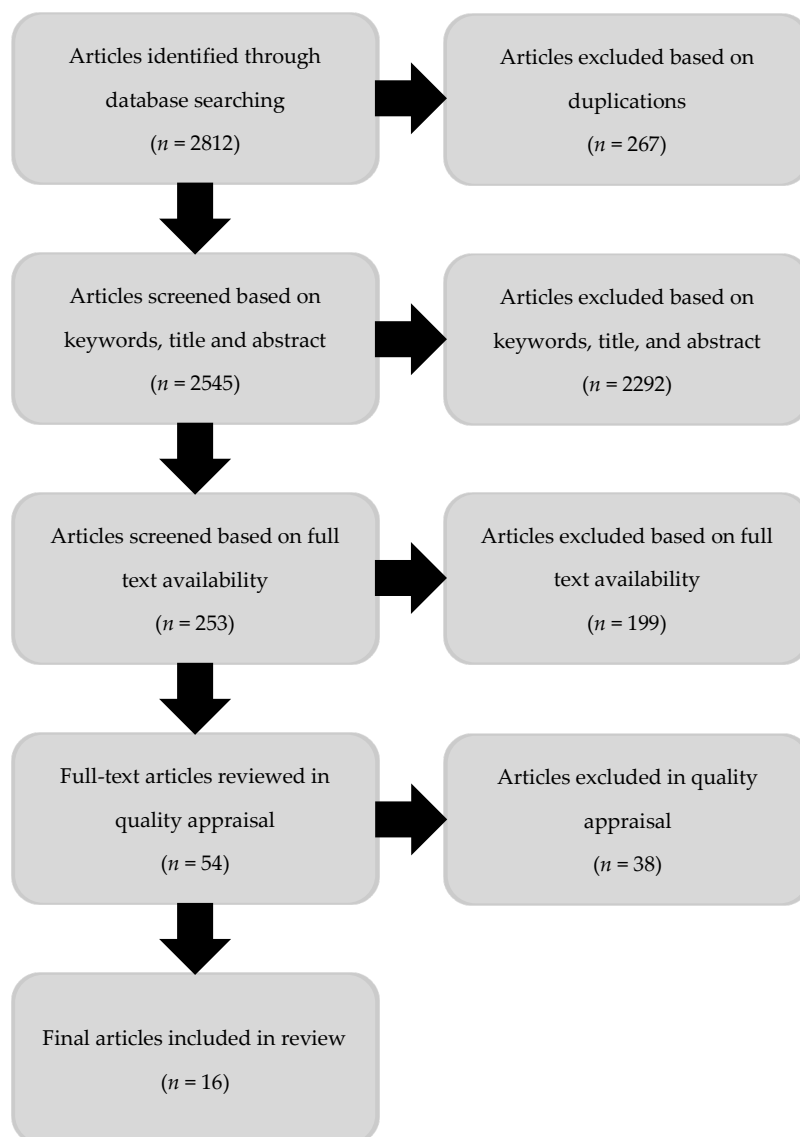 Articles identified through
database searching
(n = 2812)
Articles excluded based on
duplications
(n = 267)
Articles screened based on
keywords, title and abstract
(n = 2545)
Articles excluded based on
keywords, title, and abstract
(n = 2292)
Articles screened based on full
text availability
(n = 253)
Articles excluded based on full
text availability
(n = 199)
Full-text articles reviewed in
quality appraisal
(n = 54)
Articles excluded in quality
appraisal
(n = 38)
Final articles included in review
(n = 16)